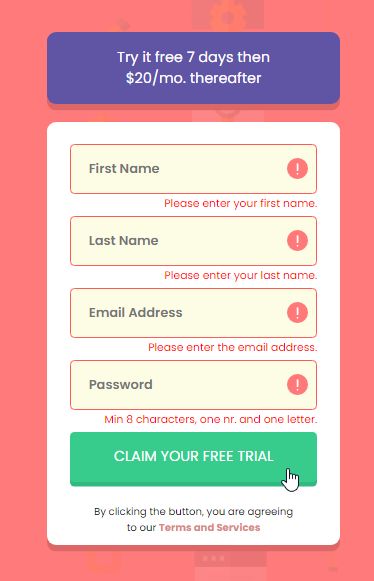 Try it free 7 days then
$20/mo. thereafter
First Name
Please enter your first name.
Last Name
Please enter your last name.
Email Address
Please enter the email address.
Password
Min 8 characters, one nr. and one letter.
CLAIM YOUR FREE TRIAL
By clicking the button, you are agreeing
to our Terms and Services